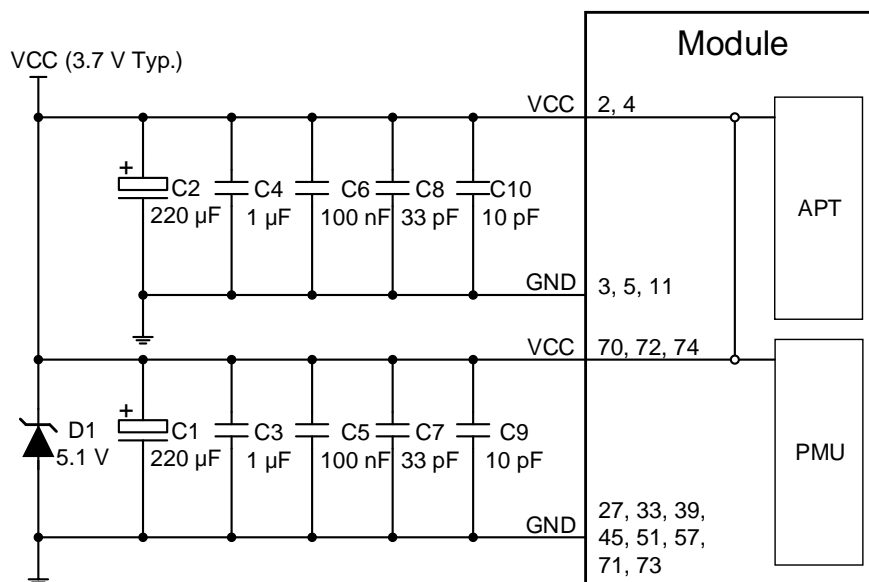 Module
VCC (3.7 V Typ.)
VCC
2, 4
+
C2
220 µF
C4
1 µF
C6
100 nF
C8
33 pF
C10
10 pF
APT
GND
3, 5, 11
VCC
70, 72, 74
D1
5.1 V
+
C1
220 µF
C3
1 µF
C5
100 nF
C7
33 pF
C9
10 pF
PMU
GND
27, 33, 39,
45, 51, 57,
71, 73